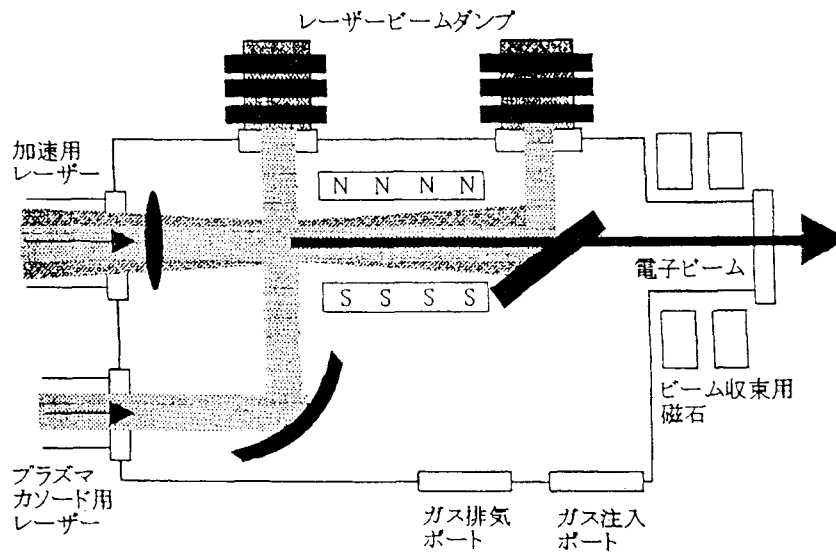 レーザービームダンプ
加速用
レーザー
N N N N
S S S S
電子ビーム
ビーム収束用
磁石
プラズマ
カソード用
レーザー
ガス排気
ポート
ガス注入
ポート